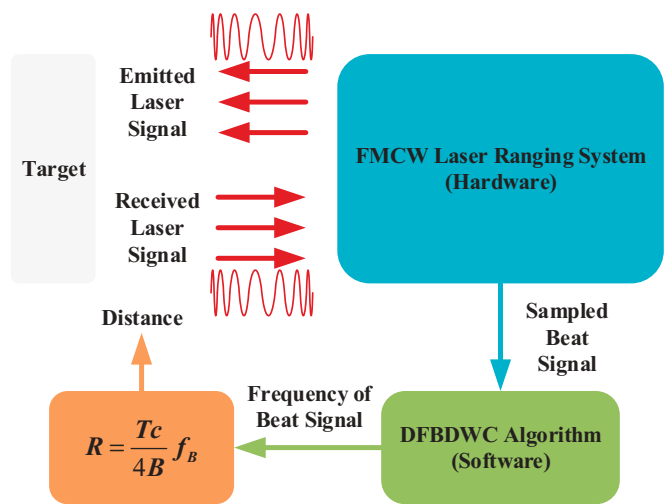 Emitted
Laser
Signal
Target
FMCW Laser Ranging System
(Hardware)
Received
Laser
Signal
Distance
Sampled
Beat
Signal
Frequency of
Beat Signal
R = Tc/4B f_B
DFBDWC Algorithm
(Software)